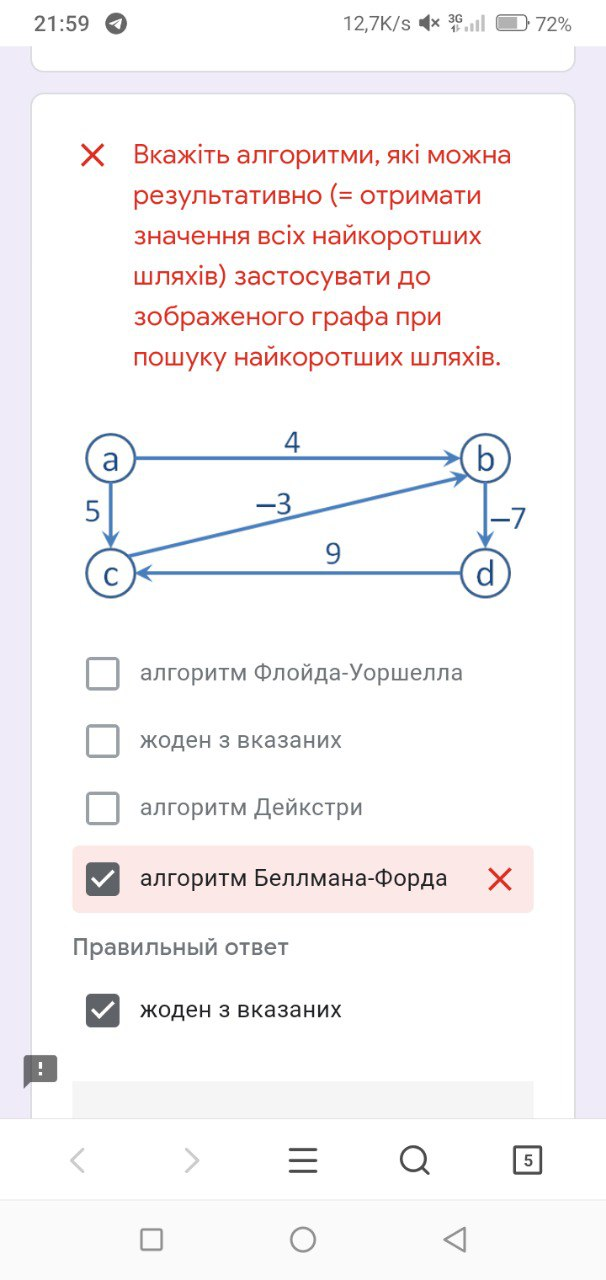 21:59 12,7K/s 3G 72%
Вкажіть алгоритми, які можна
результативно (= отримати
значення всіх найкоротших
шляхів) застосувати до
зображеного графа при
пошуку найкоротших шляхів.
a 4 b
5 −3 −7
9
c d
алгоритм Флойда-Уоршелла
жоден з вказаних
алгоритм Дейкстри
алгоритм Беллмана-Форда
Правильный ответ
жоден з вказаних
!
5